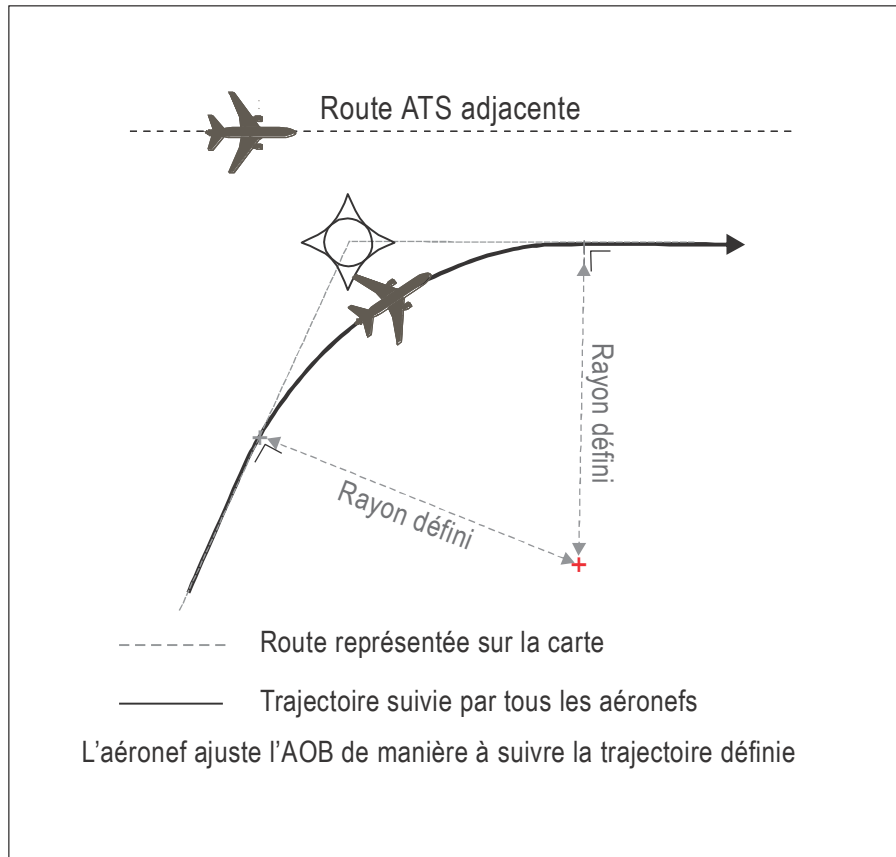 Route ATS adjacente
Rayon défini
Rayon défini
Route représentée sur la carte
Trajectoire suivie par tous les aéronefs
L'aéronef ajuste l'AOB de manière à suivre la trajectoire définie